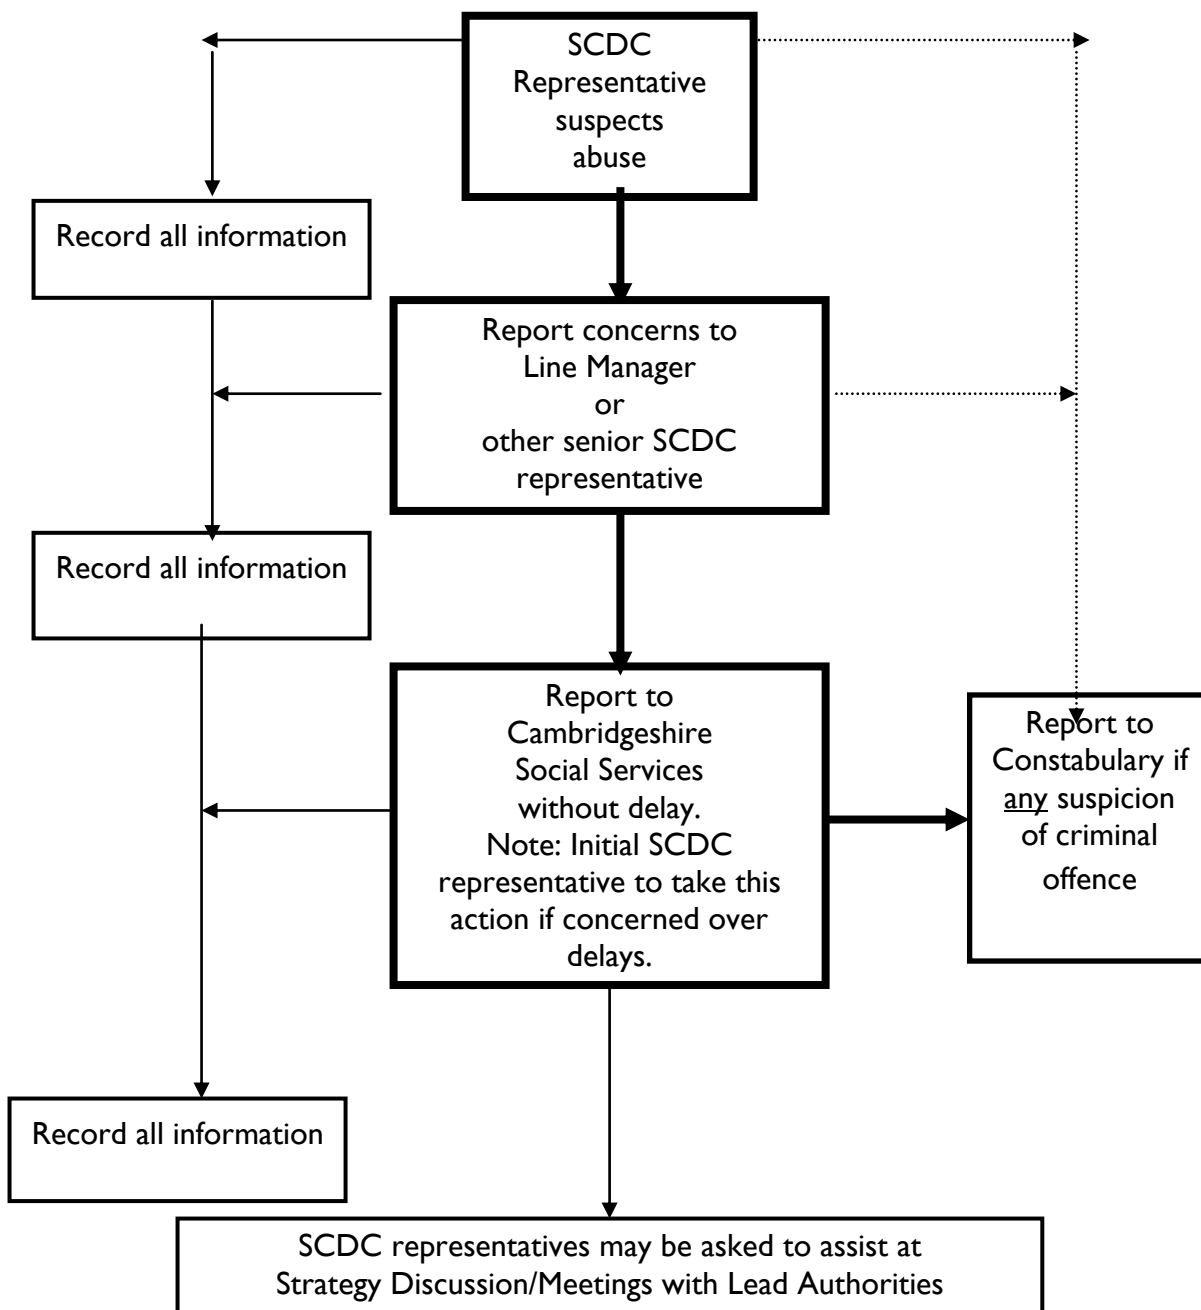 SCDC
Representative
suspects
abuse
Record all information
Report concerns to
Line Manager
or
other senior SCDC
representative
Record all information
Report to
Cambridgeshire
Social Services
without delay.
Note: Initial SCDC
representative to take this
action if concerned over
delays.
Report to
Constabulary if
any suspicion
of criminal
offence
Record all information
SCDC representatives may be asked to assist at
Strategy Discussion/Meetings with Lead Authorities